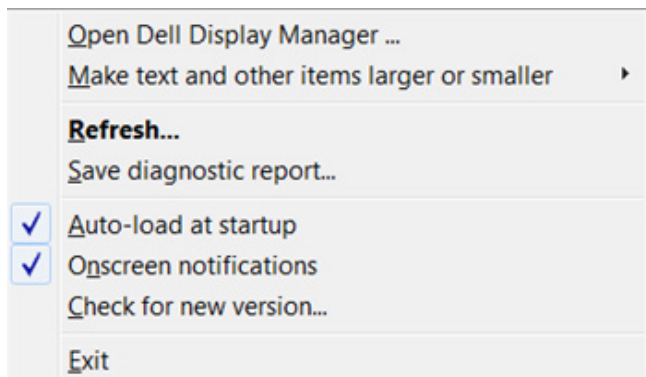 Open Dell Display Manager ...
Make text and other items larger or smaller
Refresh...
Save diagnostic report...
Auto-load at startup
Onscreen notifications
Check for new version...
Exit